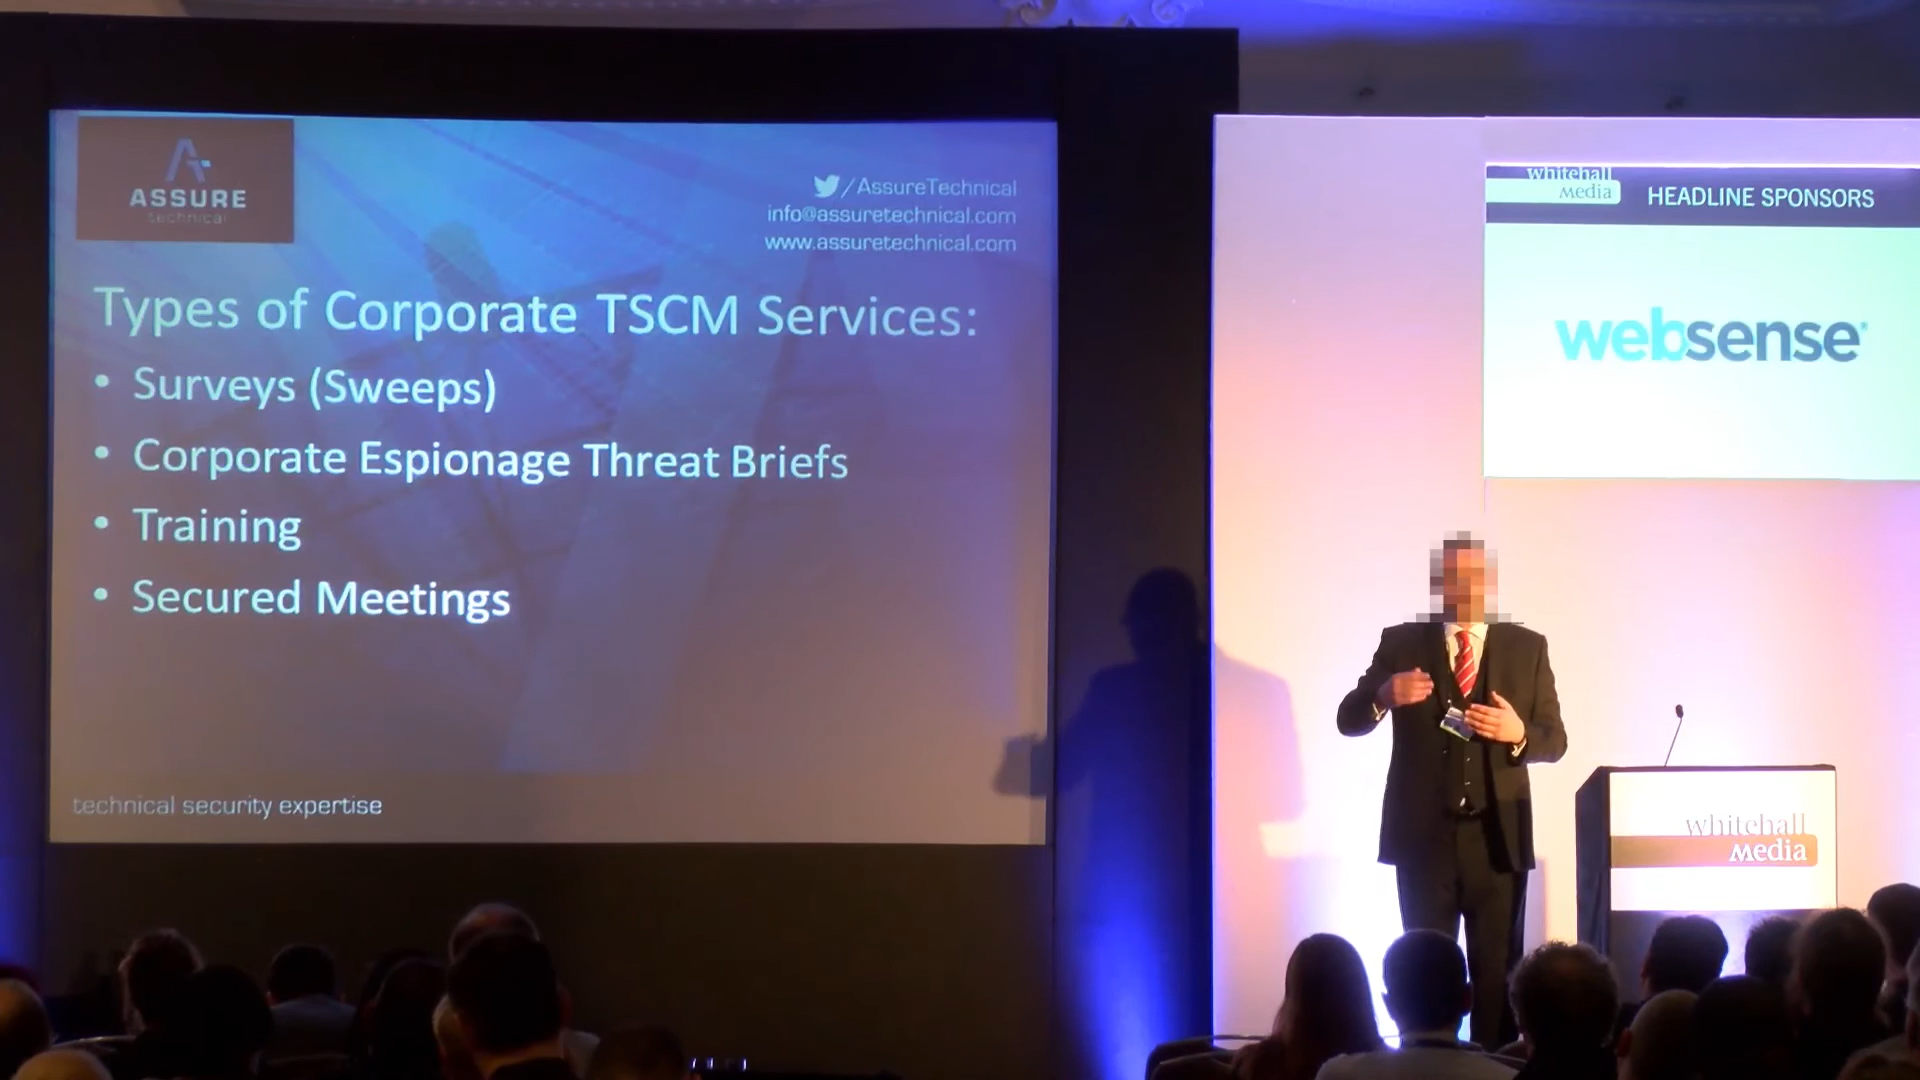 ASSURE
technical
/AssureTechnical
info@assuretechnical.com
www.assuretechnical.com
Types of Corporate TSCM Services:
• Surveys (Sweeps)
• Corporate Espionage Threat Briefs
• Training
• Secured Meetings
technical security expertise
whitehall
Media
HEADLINE SPONSORS
websense
whitehall
Media